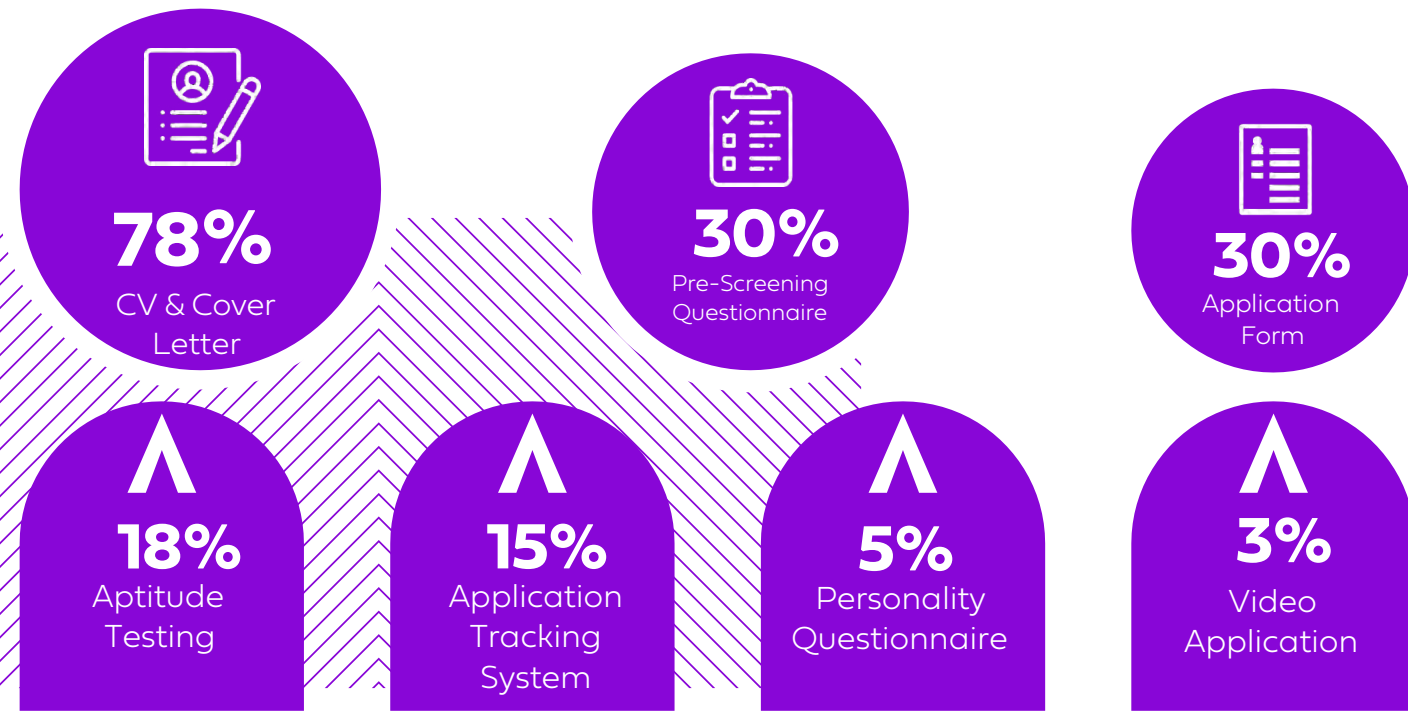 78%
CV & Cover
Letter
30%
Pre-Screening
Questionnaire
30%
Application
Form
18%
Aptitude
Testing
15%
Application
Tracking
System
5%
Personality
Questionnaire
3%
Video
Application